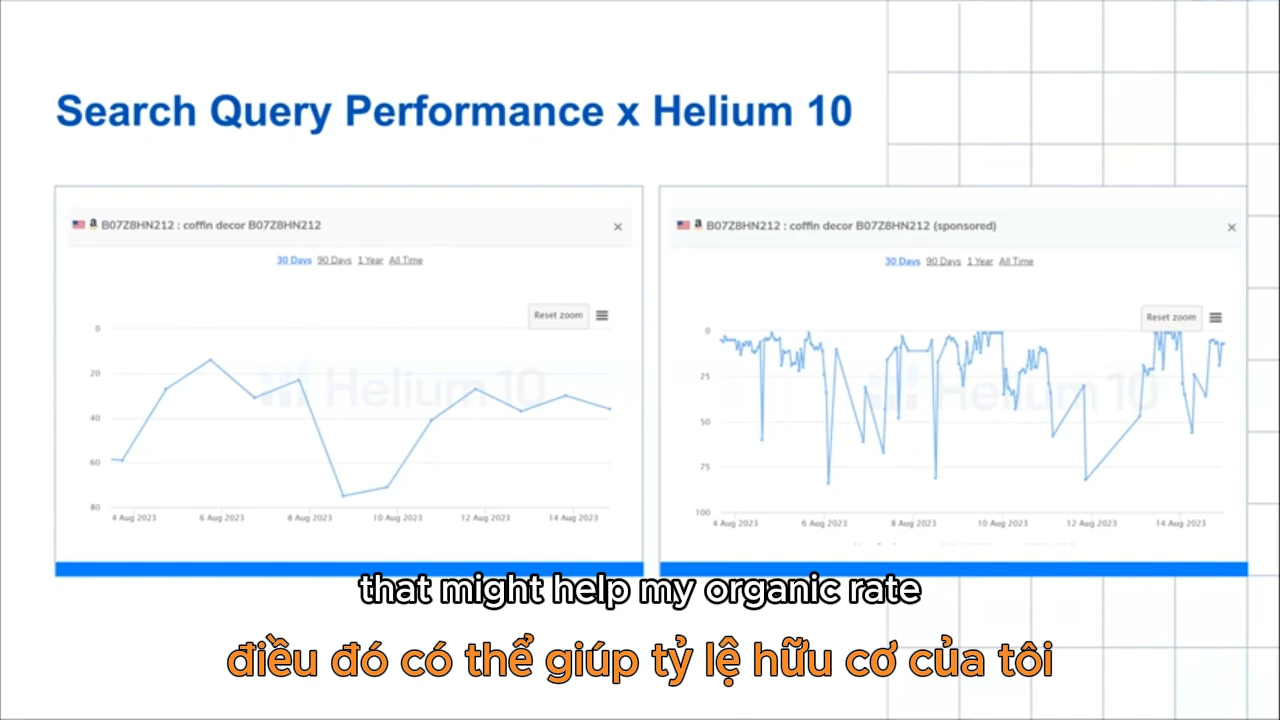 Search Query Performance x Helium 10
B07Z8HN212 : coffin decor B07Z8HN212
×
30 Days 90 Days 1 Year All Time
Reset zoom
Helium 10
0
20
40
60
80
4 Aug 2023 6 Aug 2023 8 Aug 2023 10 Aug 2023 12 Aug 2023 14 Aug 2023
B07Z8HN212 : coffin decor B07Z8HN212 (sponsored)
×
30 Days 90 Days 1 Year All Time
Reset zoom
Helium 10
0
25
50
75
100
4 Aug 2023 6 Aug 2023 8 Aug 2023 10 Aug 2023 12 Aug 2023 14 Aug 2023
that might help my organic rate
điều đó có thể giúp tỷ lệ hữu cơ của tôi